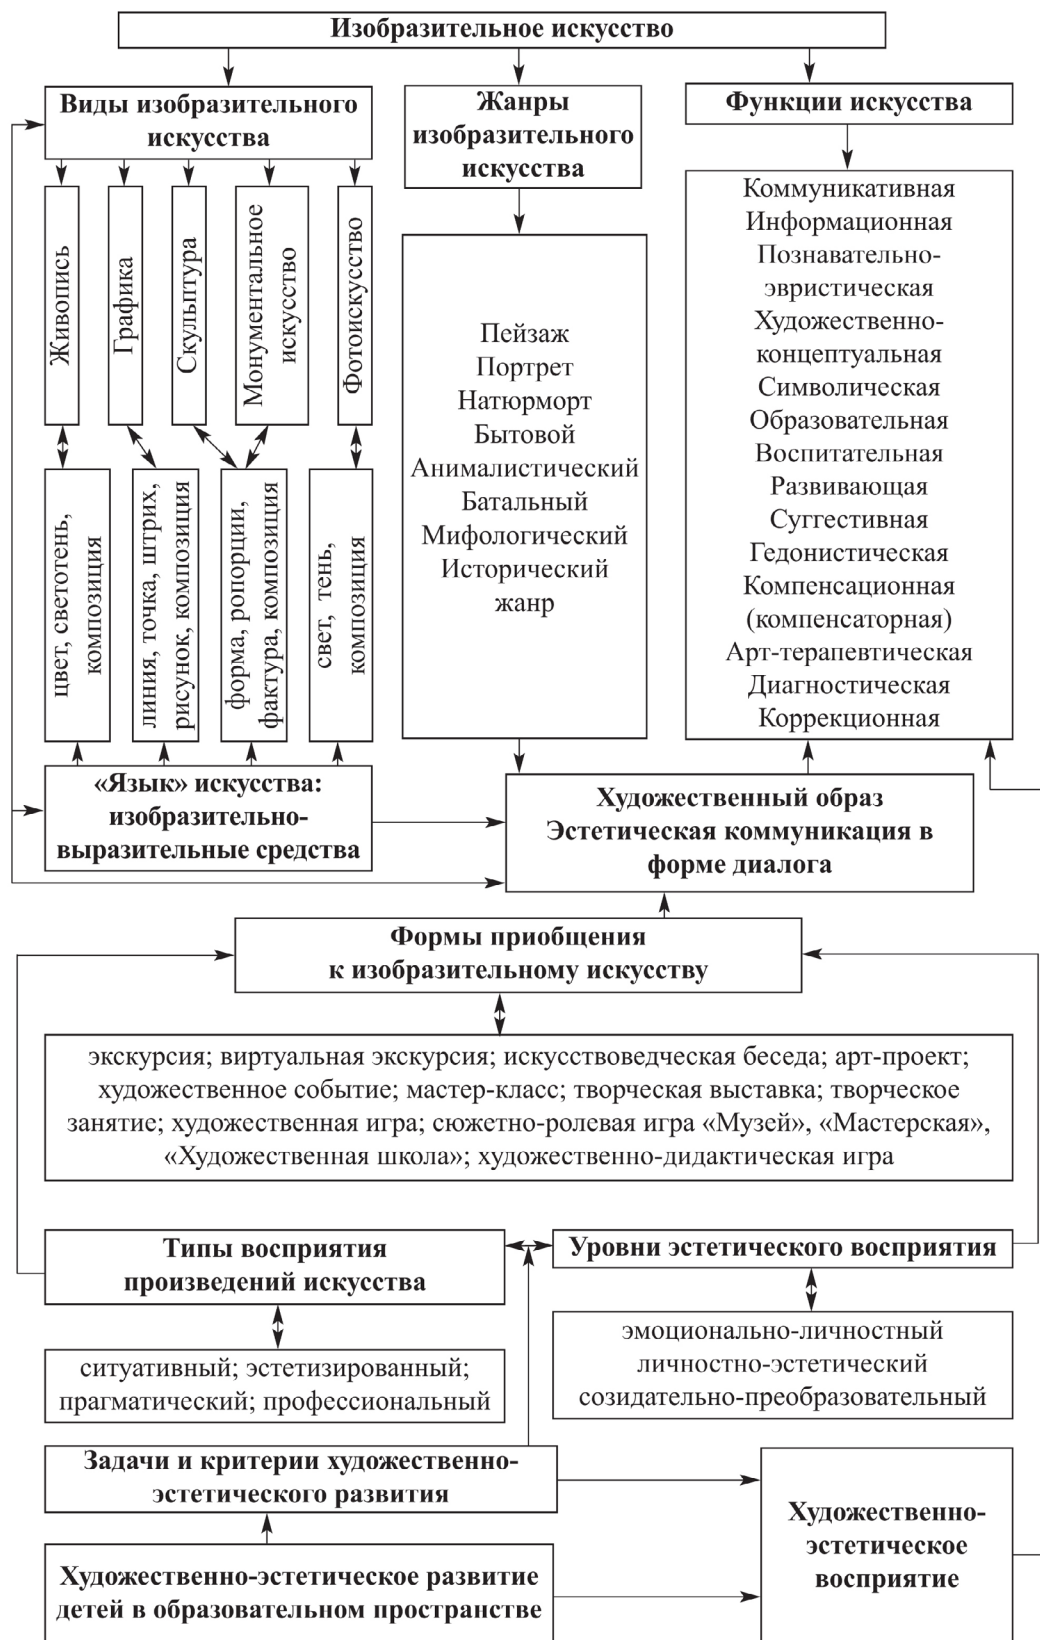 Изобразительное искусство
Виды изобразительного
искусства
Жанры
изобразительного
искусства
Функции искусства
Живопись
Графика
Скульптура
Монументальное
искусство
Фотоискусство
цвет, светотень,
композиция
линия, точка, штрих,
рисунок, композиция
форма, ропорции,
фактура, композиция
свет, тень,
композиция
Пейзаж
Портрет
Натюрморт
Бытовой
Анималистический
Батальный
Мифологический
Исторический
жанр
Коммуникативная
Информационная
Познавательно-
эвристическая
Художественно-
концептуальная
Символическая
Образовательная
Воспитательная
Развивающая
Суггестивная
Гедонистическая
Компенсационная
(компенсаторная)
Арт-терапевтическая
Диагностическая
Коррекционная
«Язык» искусства:
изобразительно-
выразительные средства
Художественный образ
Эстетическая коммуникация в
форме диалога
Формы приобщения
к изобразительному искусству
экскурсия; виртуальная экскурсия; искусствоведческая беседа; арт-проект;
художественное событие; мастер-класс; творческая выставка; творческое
занятие; художественная игра; сюжетно-ролевая игра «Музей», «Мастерская»,
«Художественная школа»; художественно-дидактическая игра
Типы восприятия
произведений искусства
Уровни эстетического восприятия
ситуативный; эстетизированный;
прагматический; профессиональный
эмоционально-личностный
личностно-эстетический
созидательно-преобразовательный
Задачи и критерии художественно-
эстетического развития
Художественно-эстетическое развитие
детей в образовательном пространстве
Художественно-
эстетическое
восприятие